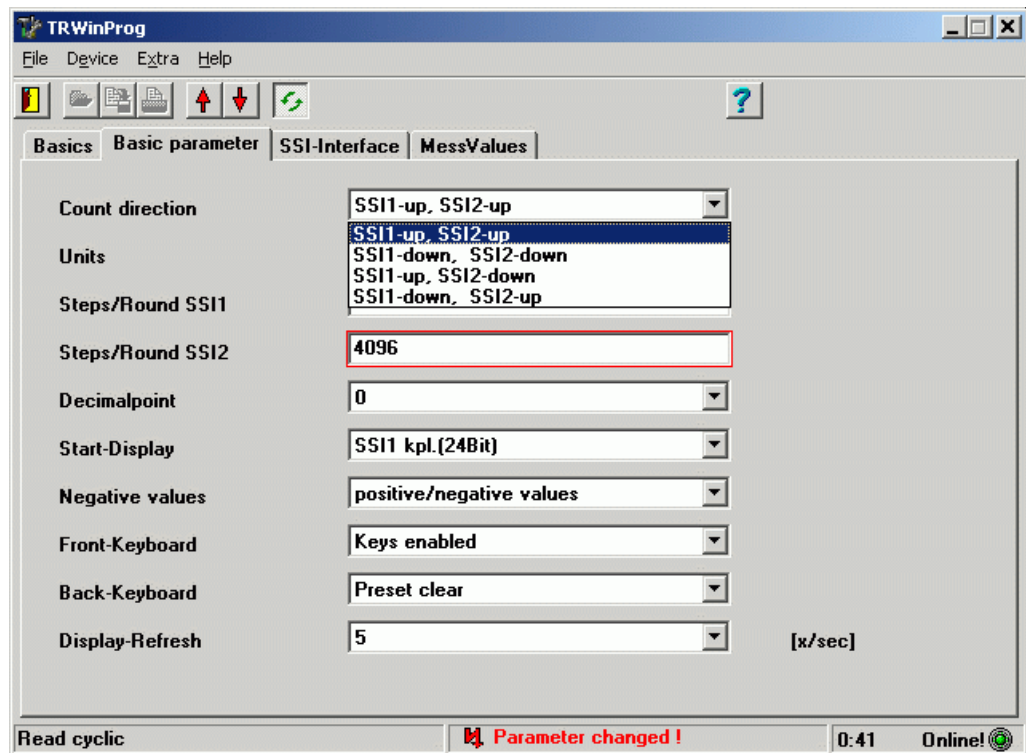 TRWinProg
File Device Extra Help
Basics Basic parameter SSI-Interface MessValues
Count direction SSI1-up, SSI2-up
SSI1-up, SSI2-up
Units SSI1-down, SSI2-down
SSI1-up, SSI2-down
Steps/Round SSI1 SSI1-down, SSI2-up
Steps/Round SSI2 4096
Decimalpoint 0
Start-Display SSI1 kpl.(24Bit)
Negative values positive/negative values
Front-Keyboard Keys enabled
Back-Keyboard Preset clear
Display-Refresh 5 [x/sec]
Read cyclic Parameter changed ! 0:41 Online!